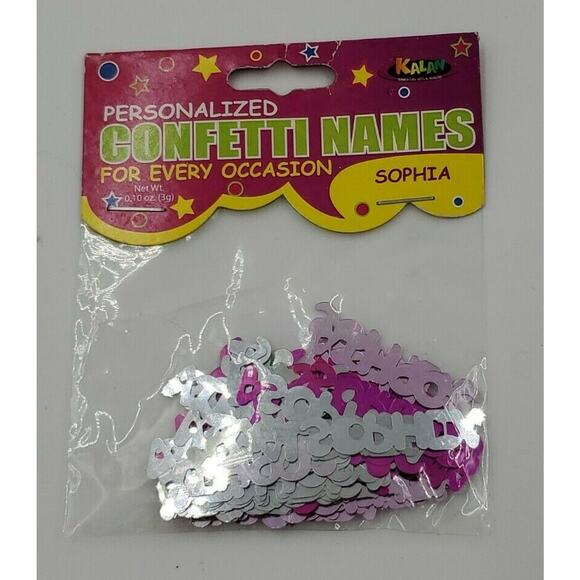 KALAN
PERSONALIZED
CONFETTI NAMES
FOR EVERY OCCASION
SOPHIA
Net Wt.
0.10 oz. (3g)